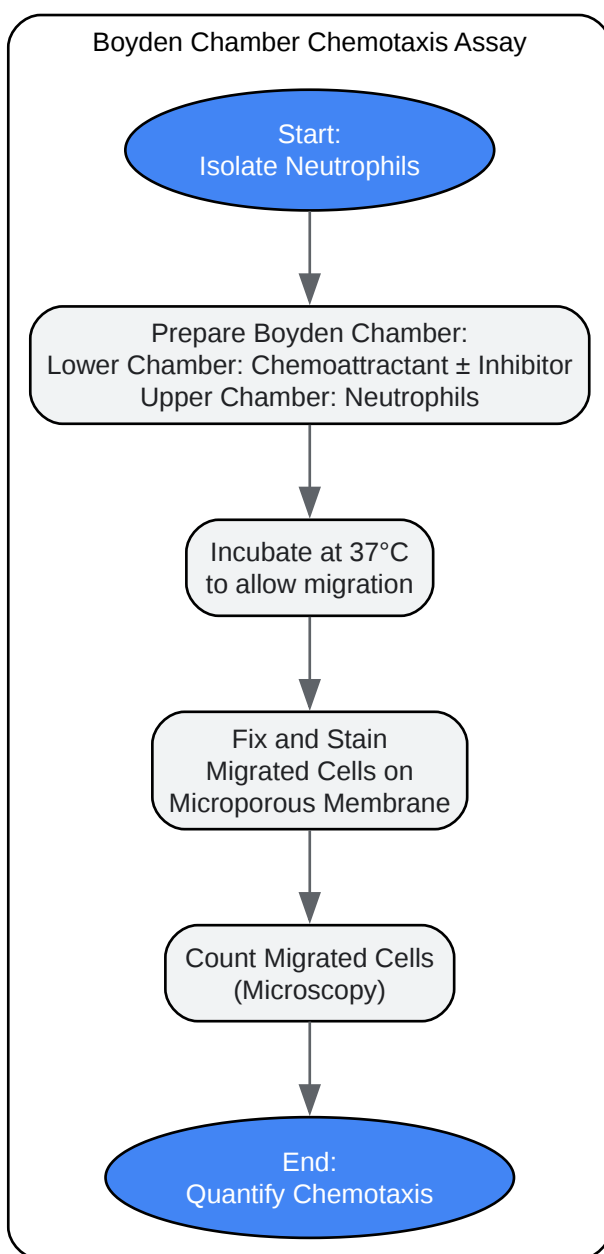 Boyden Chamber Chemotaxis Assay
Start:
Isolate Neutrophils
Prepare Boyden Chamber:
Lower Chamber: Chemoattractant ± Inhibitor
Upper Chamber: Neutrophils
Incubate at 37°C
to allow migration
Fix and Stain
Migrated Cells on
Microporous Membrane
Count Migrated Cells
(Microscopy)
End:
Quantify Chemotaxis